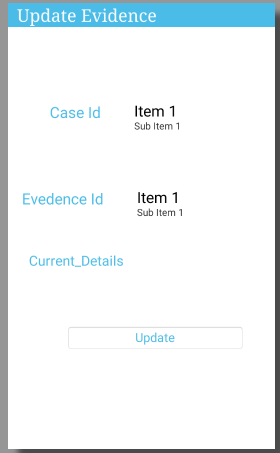 Update Evidence
Case Id
Item 1
Sub Item 1
Evedence Id
Item 1
Sub Item 1
Current_Details
Update